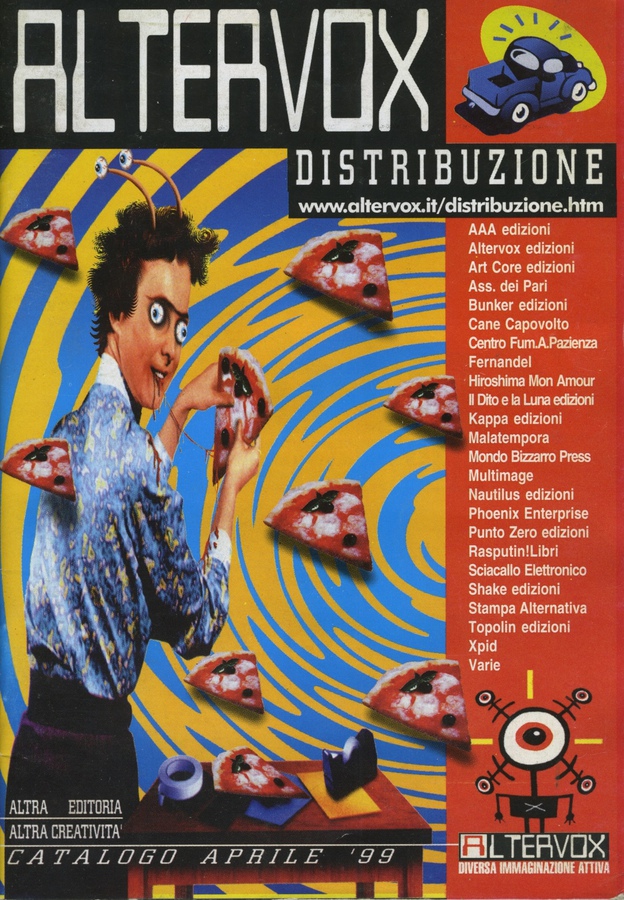 ALTERVOX
DISTRIBUZIONE
www.altervox.it/distribuzione.htm
AAA edizioni
Altervox edizioni
Art Core edizioni
Ass. dei Pari
Bunker edizioni
Cane Capovolto
Centro Fum.A.Pazienza
Fernandel
Hiroshima Mon Amour
Il Dito e la Luna edizioni
Kappa edizioni
Malatempora
Mondo Bizzarro Press
Multimage
Nautilus edizioni
Phoenix Enterprise
Punto Zero edizioni
Rasputin!Libri
Sciacallo Elettronico
Shake edizioni
Stampa Alternativa
Topolin edizioni
Xpid
Varie
ALTRA EDITORIA
ALTRA CREATIVITA'
CATALOGO APRILE '99
ALTERVOX
DIVERSA IMMAGINAZIONE ATTIVA